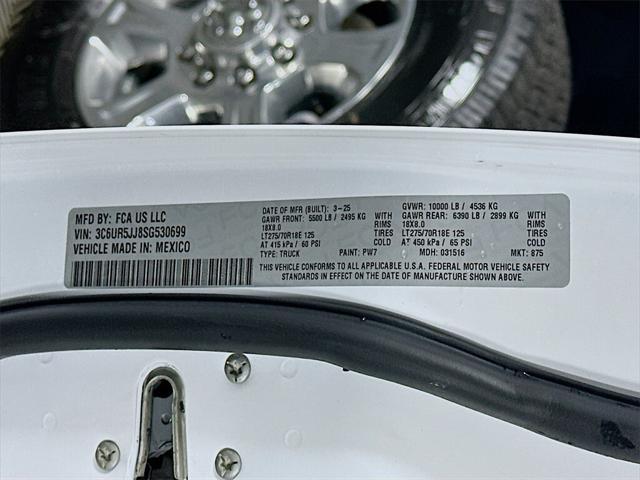 MFD BY: FCA US LLC
VIN: 3C6UR5JJ8SG530699
VEHICLE MADE IN: MEXICO
DATE OF MFR (BUILT): 3-25
GAWR FRONT: 5500 LB / 2495 KG WITH
18X8.0 RIMS
LT275/70R18E 125 TIRES
AT 415 kPa / 60 PSI COLD
TYPE: TRUCK PAINT: PW7
GVWR: 10000 LB / 4536 KG
GAWR REAR: 6390 LB / 2899 KG WITH
18X8.0 RIMS
LT275/70R18E 125 TIRES
AT 450 kPa / 65 PSI COLD
MDH: 031516 MKT: 875
THIS VEHICLE CONFORMS TO ALL APPLICABLE U.S.A. FEDERAL MOTOR VEHICLE SAFETY
STANDARDS IN EFFECT ON THE DATE OF MANUFACTURE SHOWN ABOVE.